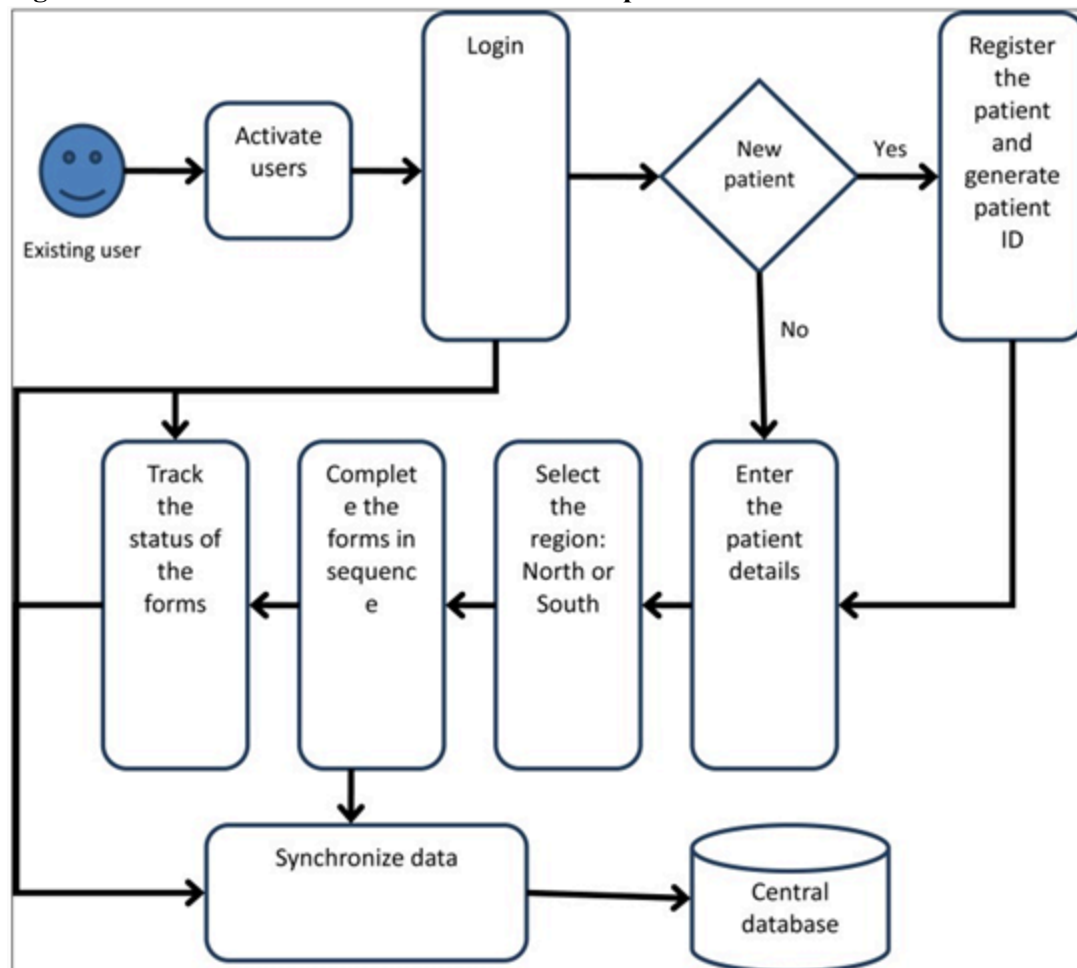 Login
Register
the
patient
and
generate
patient
ID
Activate
users
New
patient
Yes
Existing user
No
Track
the
status of
the
forms
Complet
e the
forms in
sequenc
e
Select
the
region:
North or
South
Enter
the
patient
details
Synchronize data
Central
database